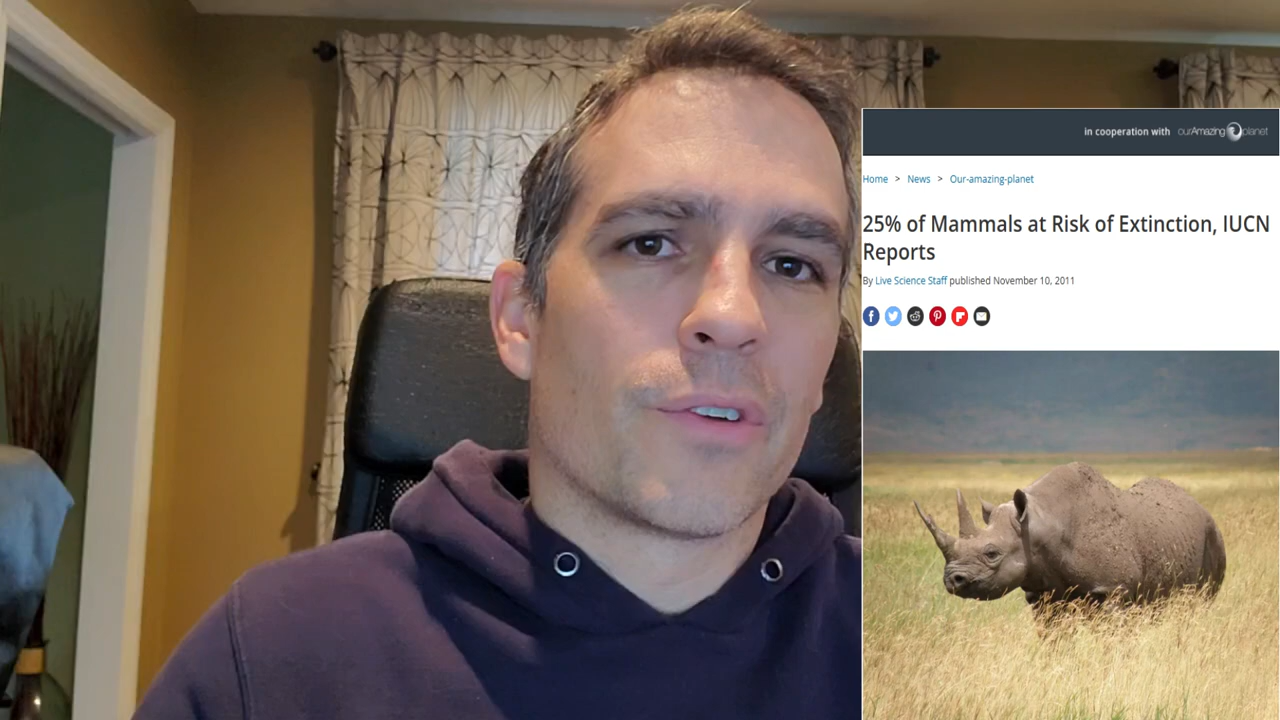 in cooperation with ourAmazing planet
Home > News > Our-amazing-planet
25% of Mammals at Risk of Extinction, IUCN
Reports
By Live Science Staff published November 10, 2011